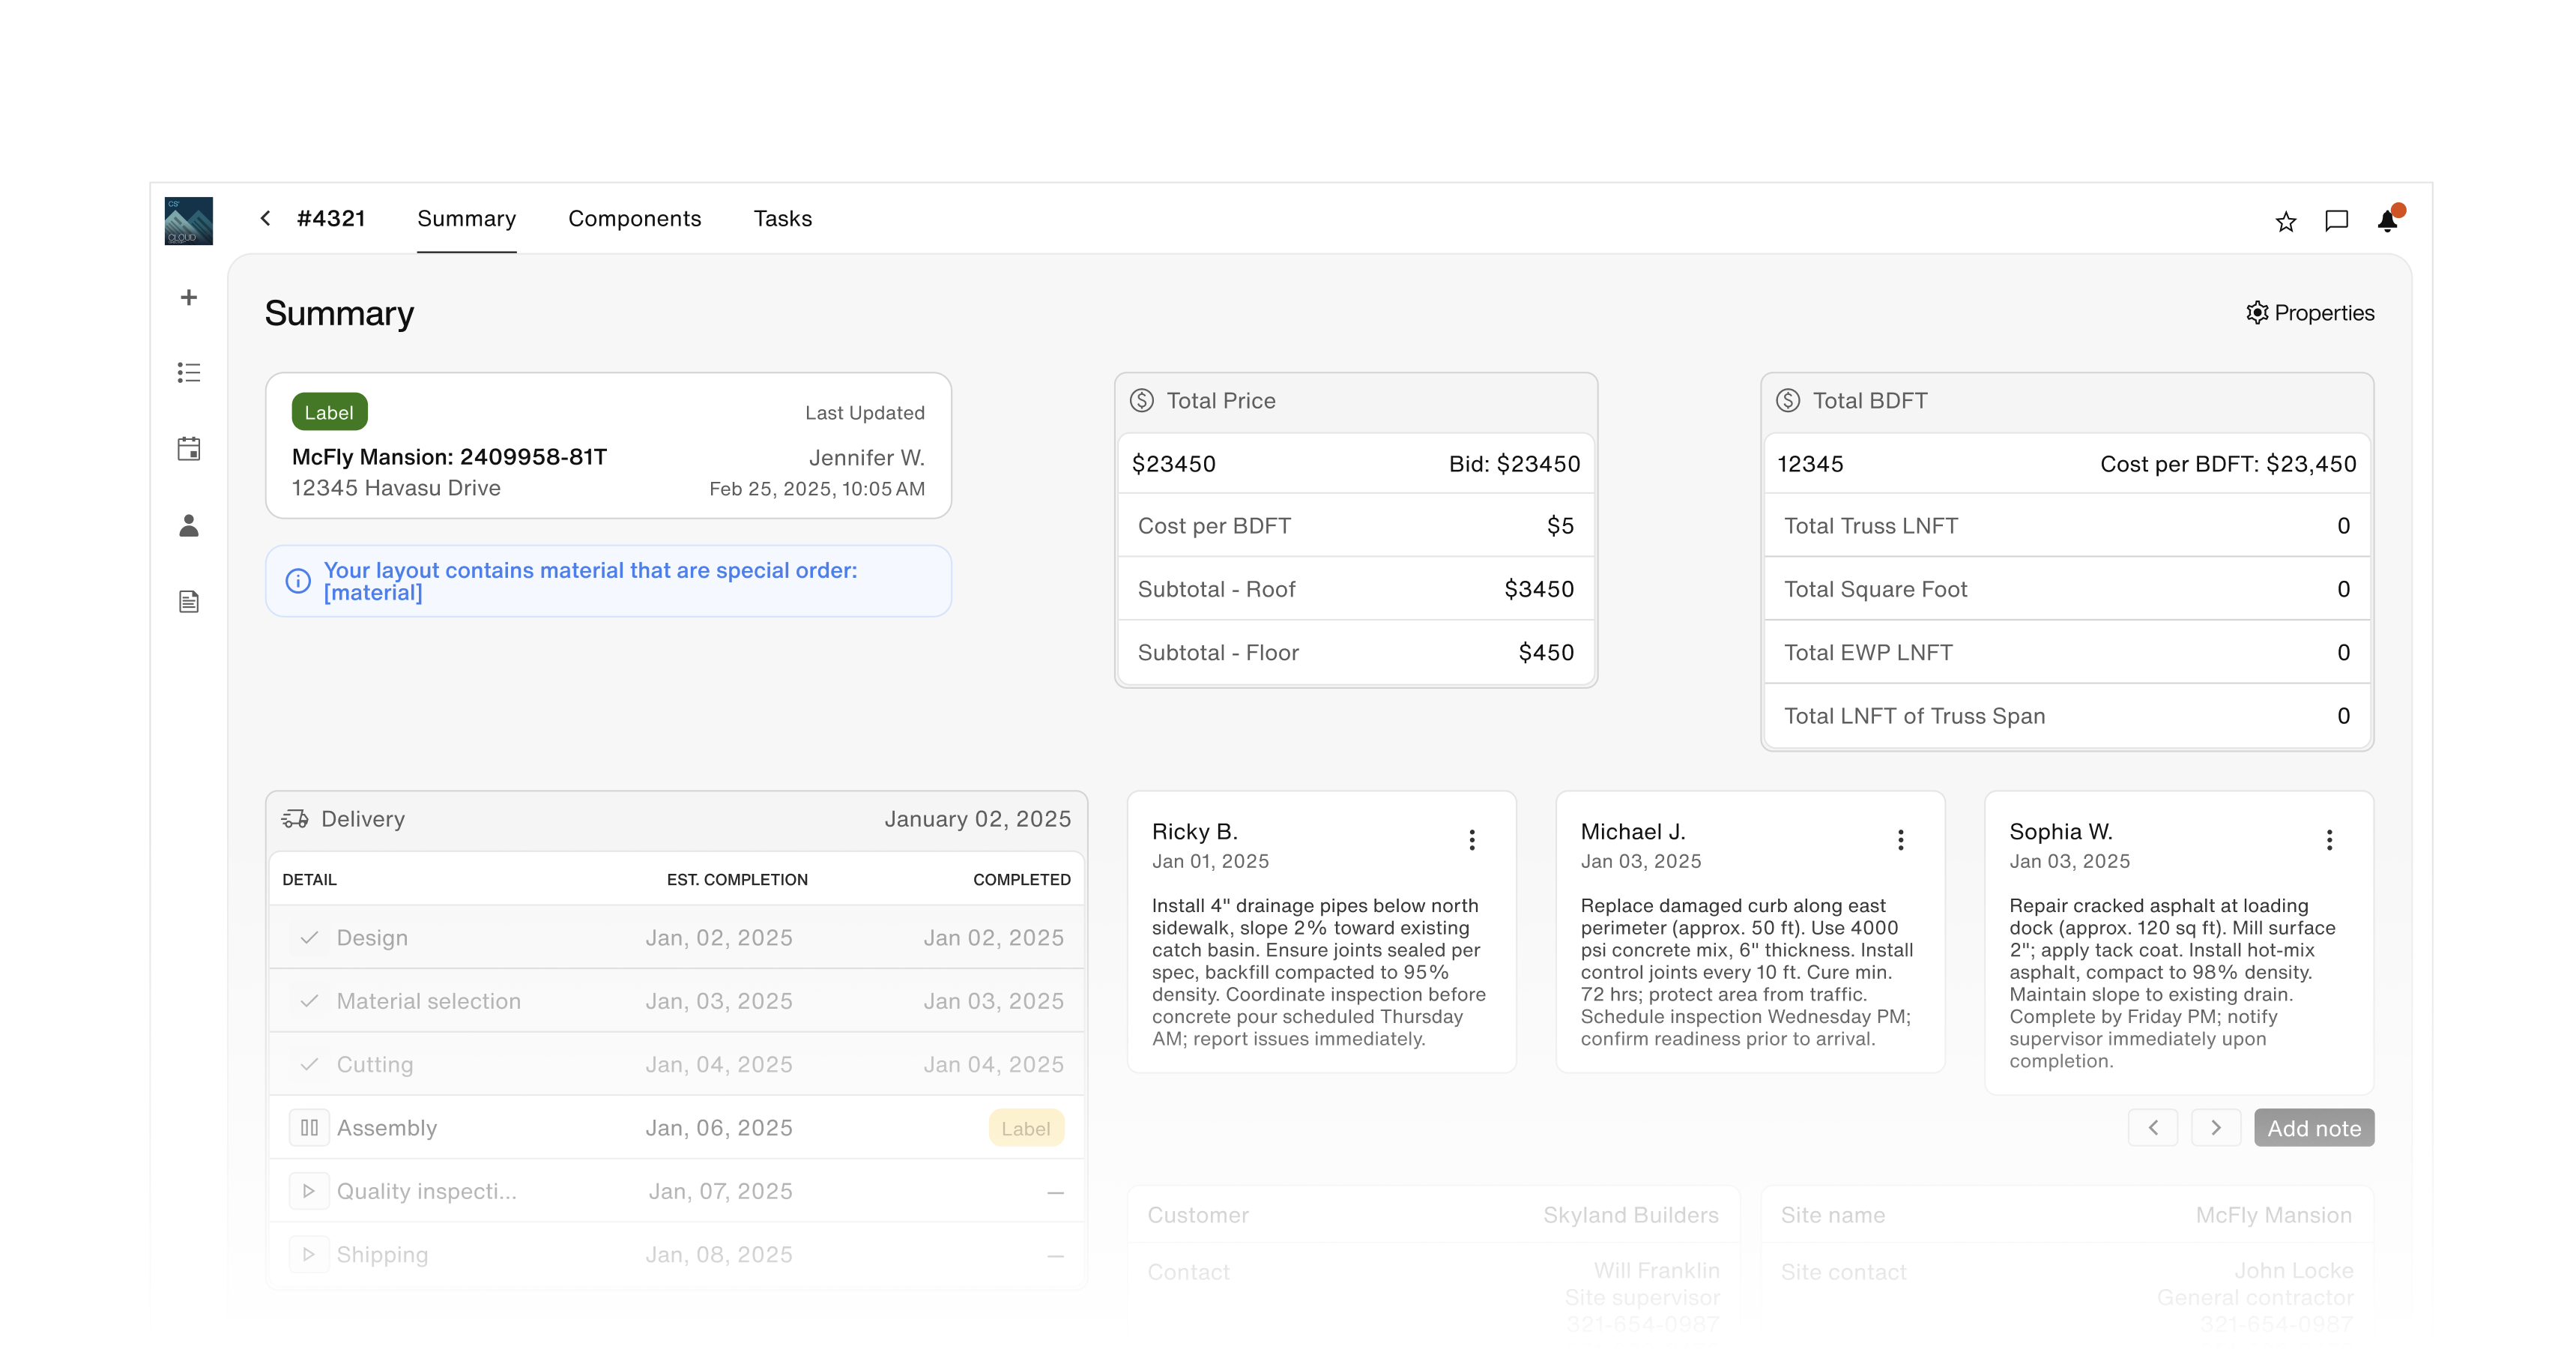 CS
CLOUD
#4321 Summary Components Tasks
Summary
Properties
Label
Last Updated
McFly Mansion: 2409958-81T
Jennifer W.
12345 Havasu Drive
Feb 25, 2025, 10:05 AM
Your layout contains material that are special order:
[material]
Total Price
$23450 Bid: $23450
Cost per BDFT $5
Subtotal - Roof $3450
Subtotal - Floor $450
Total BDFT
12345 Cost per BDFT: $23,450
Total Truss LNFT 0
Total Square Foot 0
Total EWP LNFT 0
Total LNFT of Truss Span 0
Delivery January 02, 2025
DETAIL EST. COMPLETION COMPLETED
Design Jan, 02, 2025 Jan 02, 2025
Material selection Jan, 03, 2025 Jan 03, 2025
Cutting Jan, 04, 2025 Jan 04, 2025
Assembly Jan, 06, 2025 Label
Quality inspecti... Jan, 07, 2025 —
Shipping Jan, 08, 2025 —
Ricky B.
Jan 01, 2025
Install 4" drainage pipes below north
sidewalk, slope 2% toward existing
catch basin. Ensure joints sealed per
spec, backfill compacted to 95%
density. Coordinate inspection before
concrete pour scheduled Thursday
AM; report issues immediately.
Michael J.
Jan 03, 2025
Replace damaged curb along east
perimeter (approx. 50 ft). Use 4000
psi concrete mix, 6" thickness. Install
control joints every 10 ft. Cure min.
72 hrs; protect area from traffic.
Schedule inspection Wednesday PM;
confirm readiness prior to arrival.
Sophia W.
Jan 03, 2025
Repair cracked asphalt at loading
dock (approx. 120 sq ft). Mill surface
2"; apply tack coat. Install hot-mix
asphalt, compact to 98% density.
Maintain slope to existing drain.
Complete by Friday PM; notify
supervisor immediately upon
completion.
Add note
Customer Skyland Builders
Contact Will Franklin
Site supervisor
321-654-0987
Site name McFly Mansion
Site contact John Locke
General contractor
321-654-0987